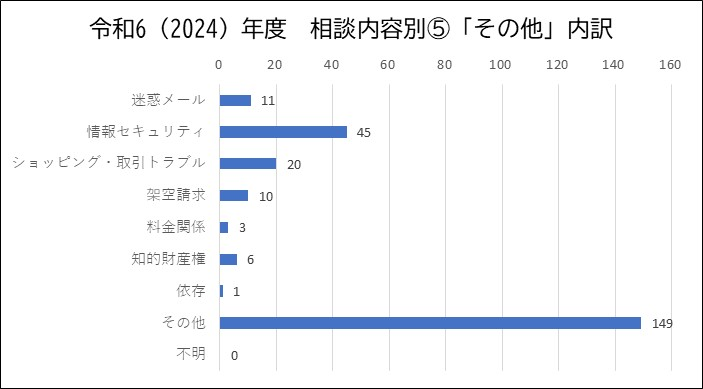 令和6（2024）年度　相談内容別⑤「その他」内訳
0 20 40 60 80 100 120 140 160
迷惑メール 11
情報セキュリティ 45
ショッピング・取引トラブル 20
架空請求 10
料金関係 3
知的財産権 6
依存 1
その他 149
不明 0